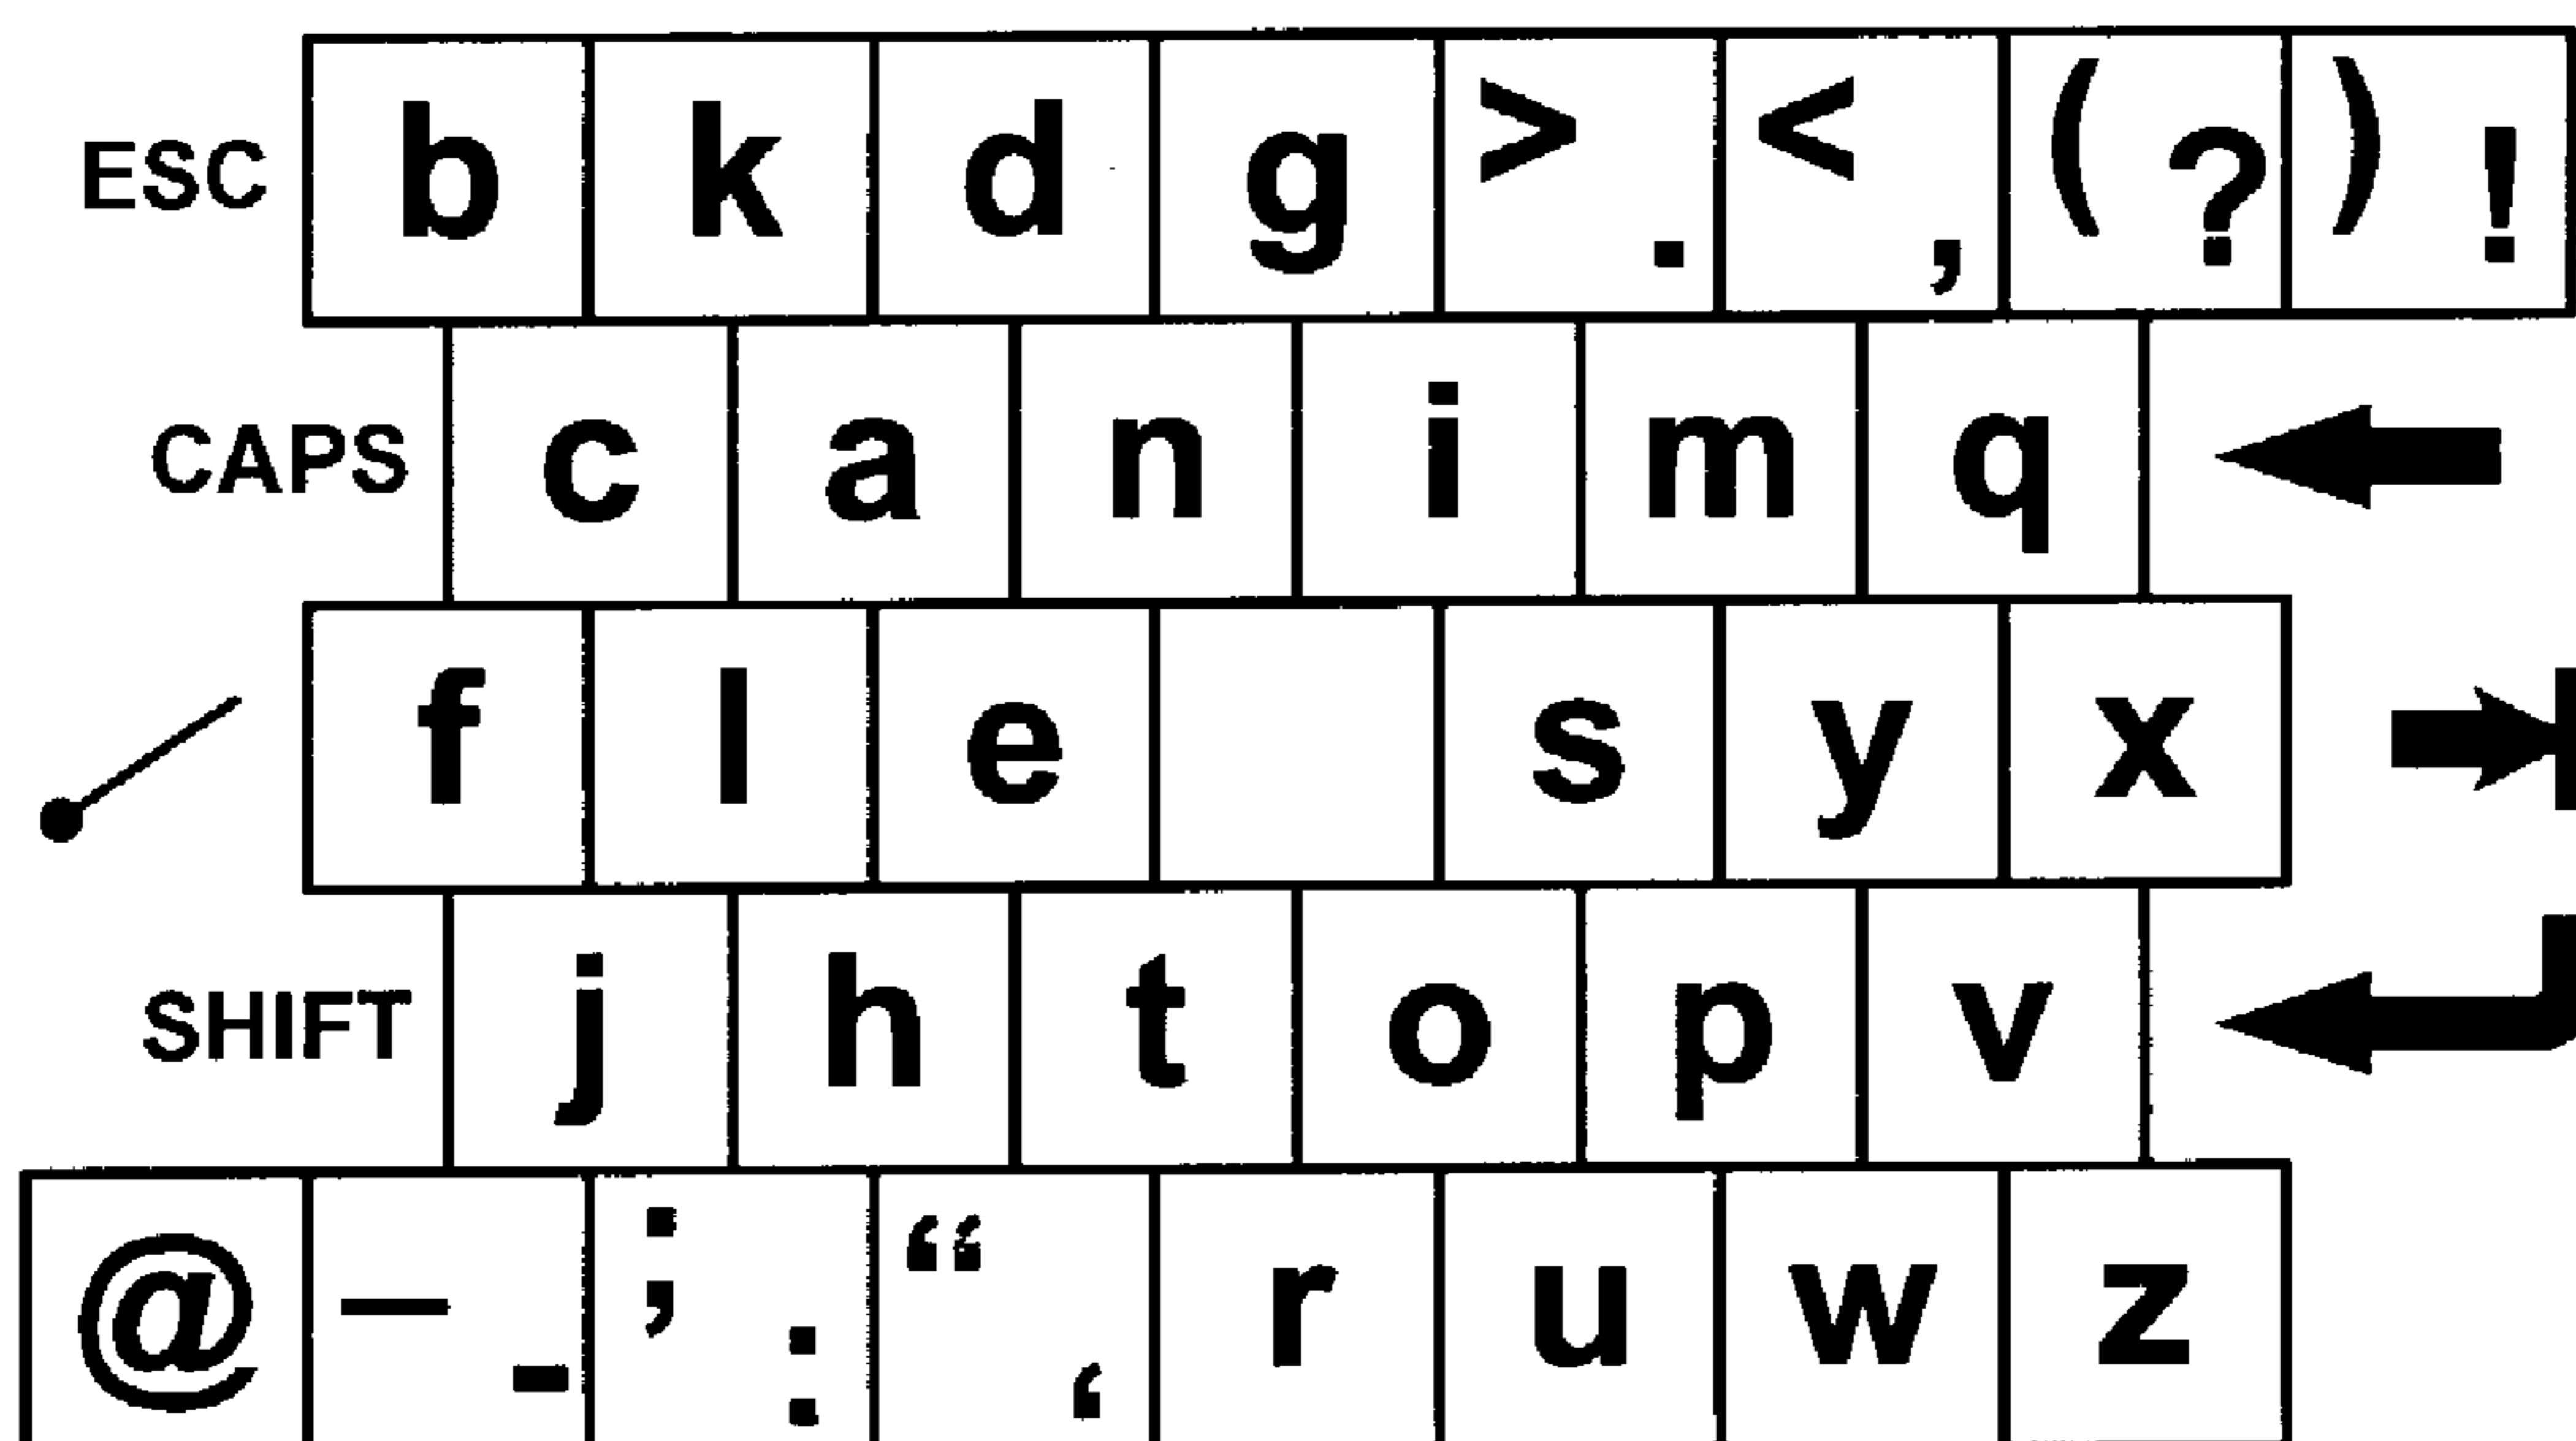 ESC b k d g > . < , ( ? ) !
CAPS c a n i m q
f l e s y x
SHIFT j h t o p v
@ — - ; : “ ‘ r u w z